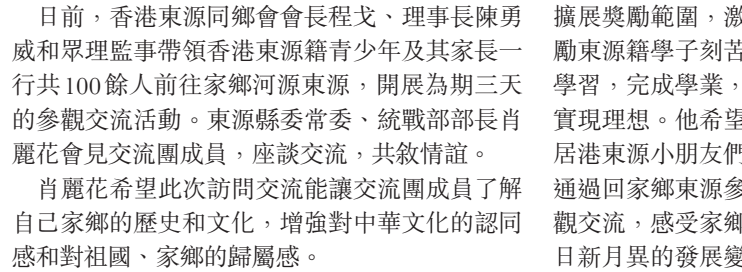 日前，香港東源同鄉會會長程戈、理事長陳勇
威和眾理監事帶領香港東源籍青少年及其家長一
行共100餘人前往家鄉河源東源，開展為期三天
的參觀交流活動。東源縣委常委、統戰部部長肖
麗花會見交流團成員，座談交流，共敘情誼。
肖麗花希望此次訪問交流能讓交流團成員了解
自己家鄉的歷史和文化，增強對中華文化的認同
感和對祖國、家鄉的歸屬感。
擴展獎勵範圍，激
勵東源籍學子刻苦
學習，完成學業，
實現理想。他希望
居港東源小朋友們
通過回家鄉東源參
觀交流，感受家鄉
日新月異的發展變